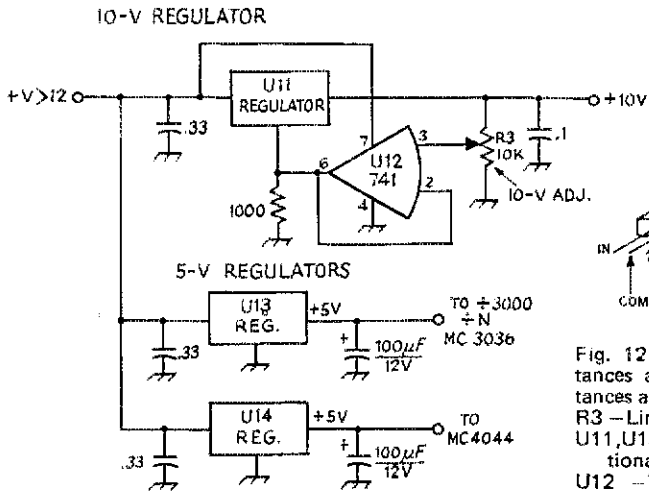 10-V REGULATOR
+V>12
U11
REGULATOR
+10V
.33
7
3
R3
10K
.1
6
U12
741
2
4
1000
10-V ADJ.
5-V REGULATORS
IN
COM
U13
REG.
+5V
TO ÷3000
÷N
MC 3036
.33
+
100µF
12V
U14
REG.
+5V
TO
MC4044
.33
+
100µF
12V
Fig. 12
tances a
tances a
R3 —Lin
U11,U1
tiona
U12 —